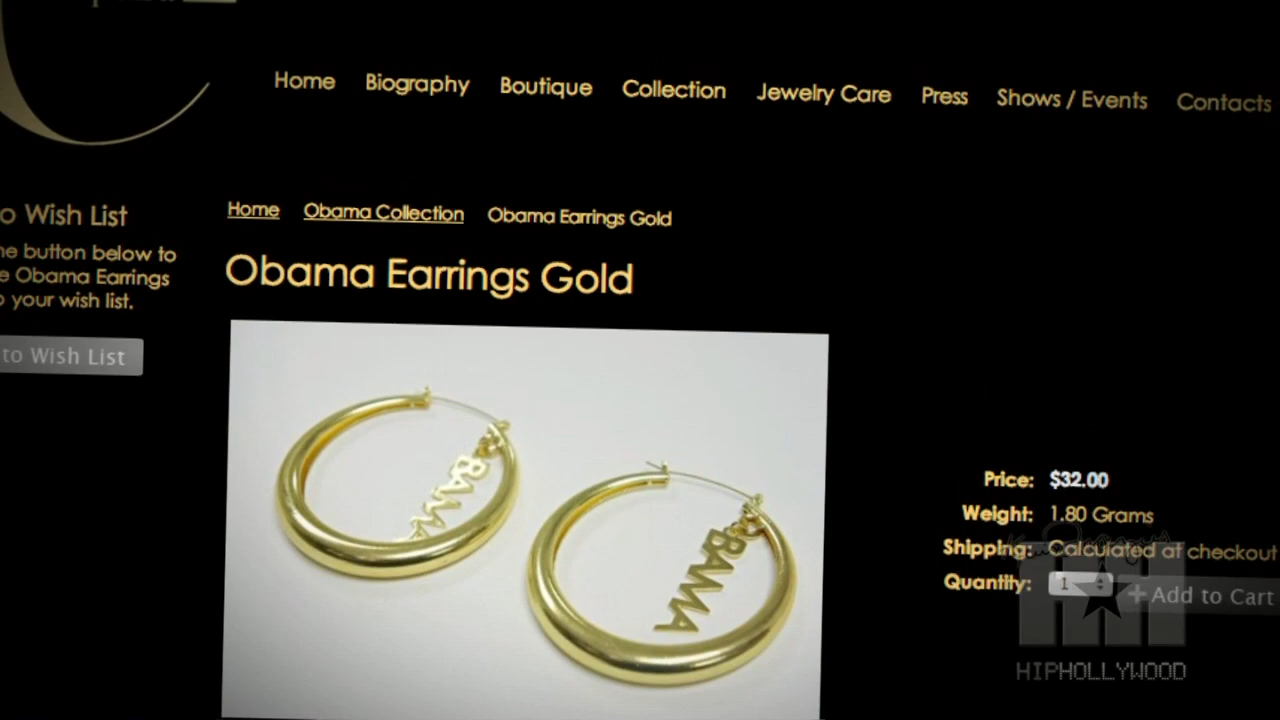 Home Biography Boutique Collection Jewelry Care Press Shows / Events Contacts
o Wish List
he button below to
e Obama Earrings
o your wish list.
to Wish List
Home Obama Collection Obama Earrings Gold
Obama Earrings Gold
BAMA
BAMA
Price: $32.00
Weight: 1.80 Grams
Shipping: Calculated at checkout
Quantity: 1 + Add to Cart
HH
HIPHOLLYWOOD